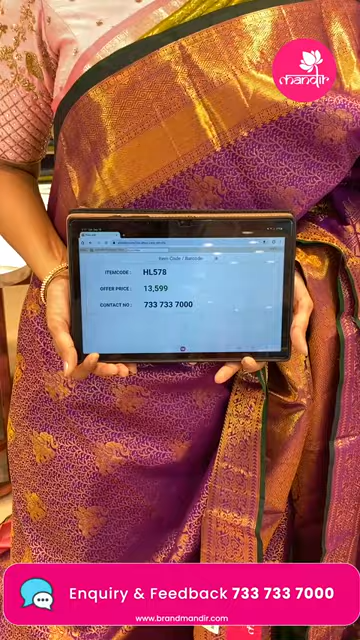 mandir
Item Code / Barcode
ITEMCODE : HL578
OFFER PRICE : 13,599
CONTACT NO : 733 733 7000
Enquiry & Feedback 733 733 7000
www.brandmandir.com